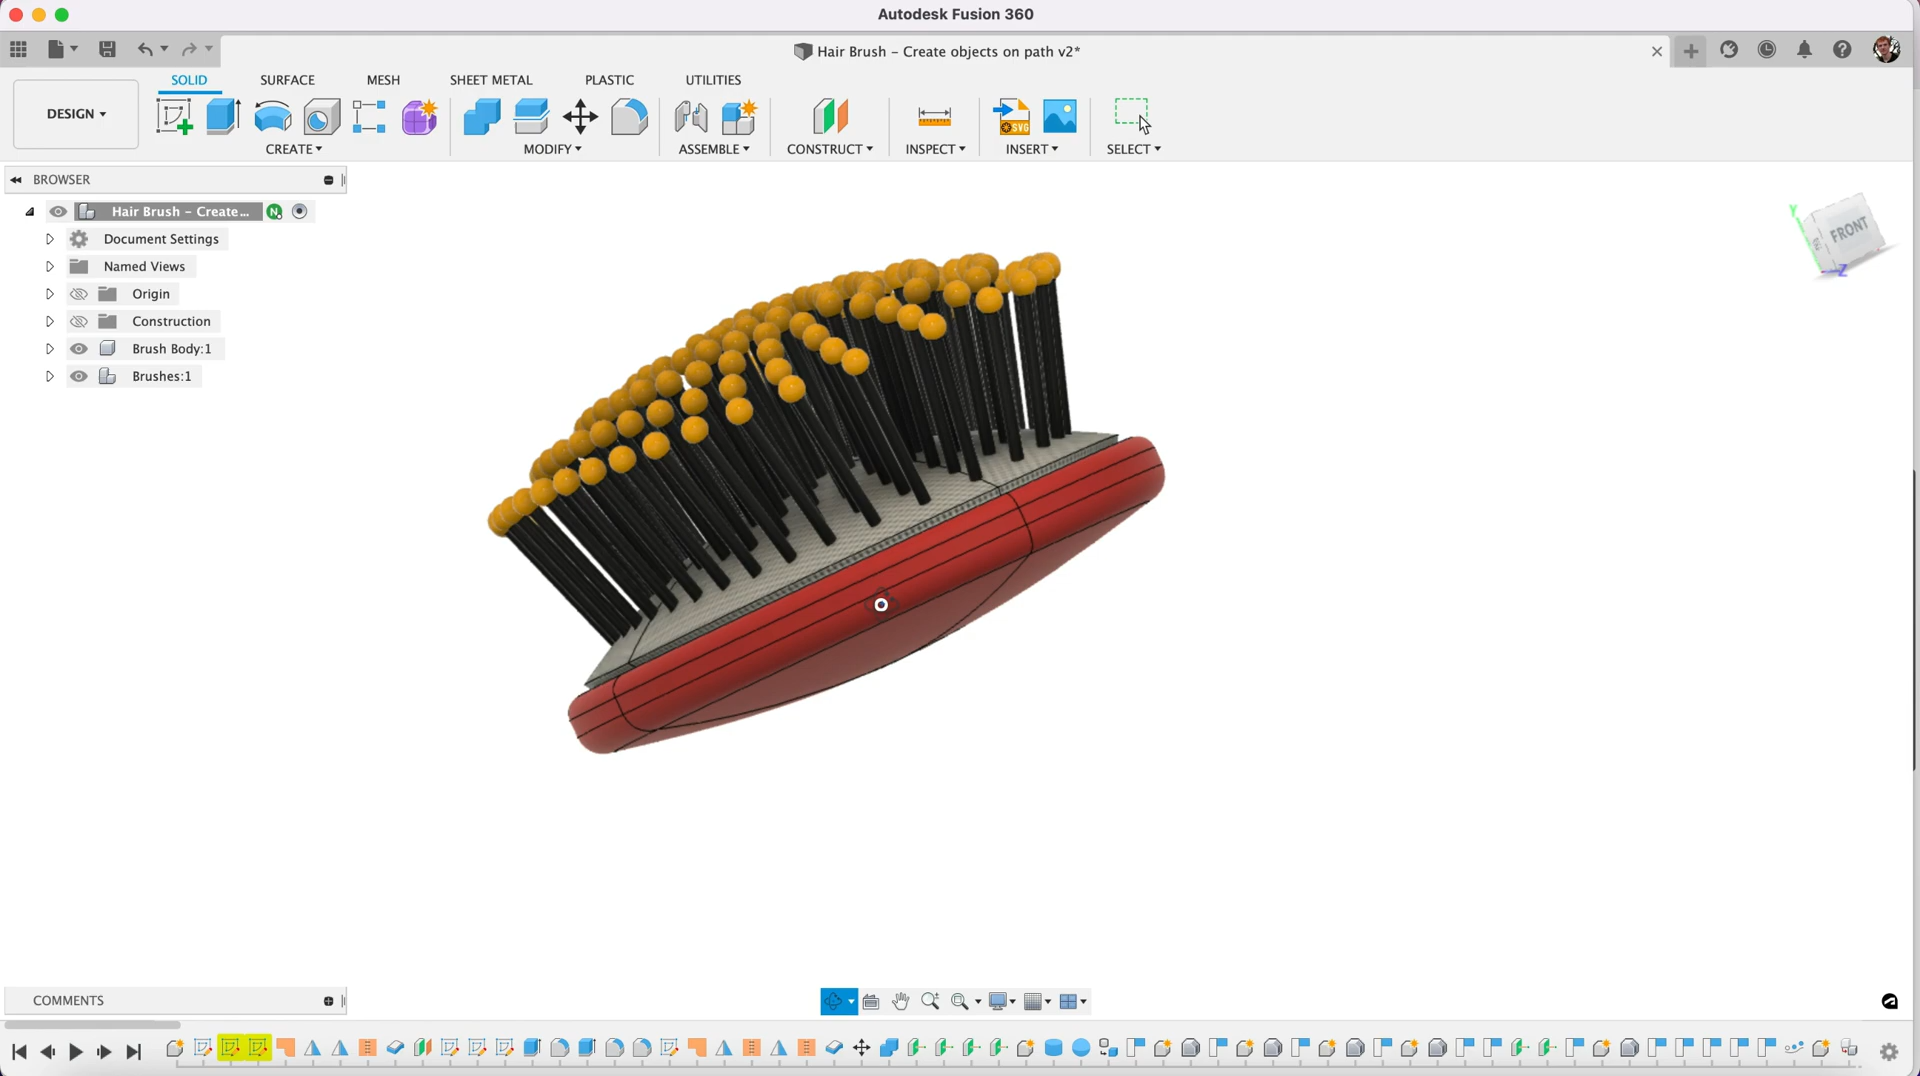 Autodesk Fusion 360
Hair Brush - Create objects on path v2*
SOLID SURFACE MESH SHEET METAL PLASTIC UTILITIES
DESIGN
CREATE MODIFY ASSEMBLE CONSTRUCT INSPECT INSERT SELECT
SVG
BROWSER
Hair Brush - Create...
N
Document Settings
Named Views
Origin
Construction
Brush Body:1
Brushes:1
Y
FRONT
Z
COMMENTS